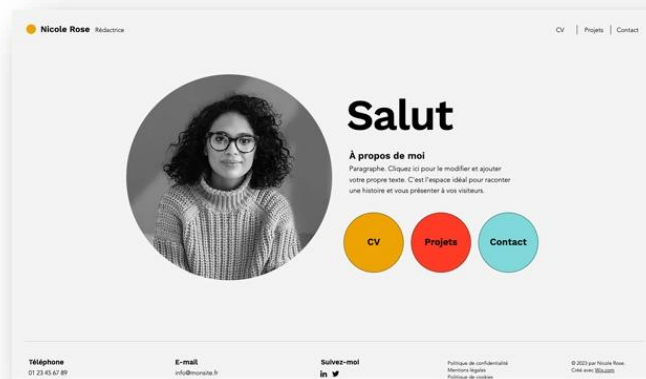 Nicole Rose Rédactrice
CV | Projets | Contact
Salut
À propos de moi
Paragraphe. Cliquez ici pour le modifier et ajouter
votre propre texte. C'est l'espace idéal pour raconter
une histoire et vous présenter à vos visiteurs.
CV
Projets
Contact
Téléphone
01 23 45 67 89
E-mail
info@monsite.fr
Suivez-moi
in
Politique de confidentialité
Mentions légales
Politique de cookies
© 2023 par Nicole Rose.
Créé avec Wix.com